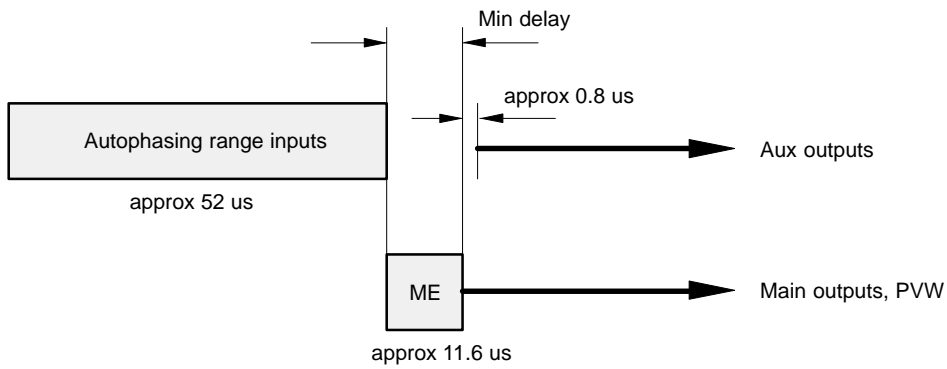 Min delay
approx 0.8 us
Autophasing range inputs
Aux outputs
approx 52 us
ME
Main outputs, PVW
approx 11.6 us